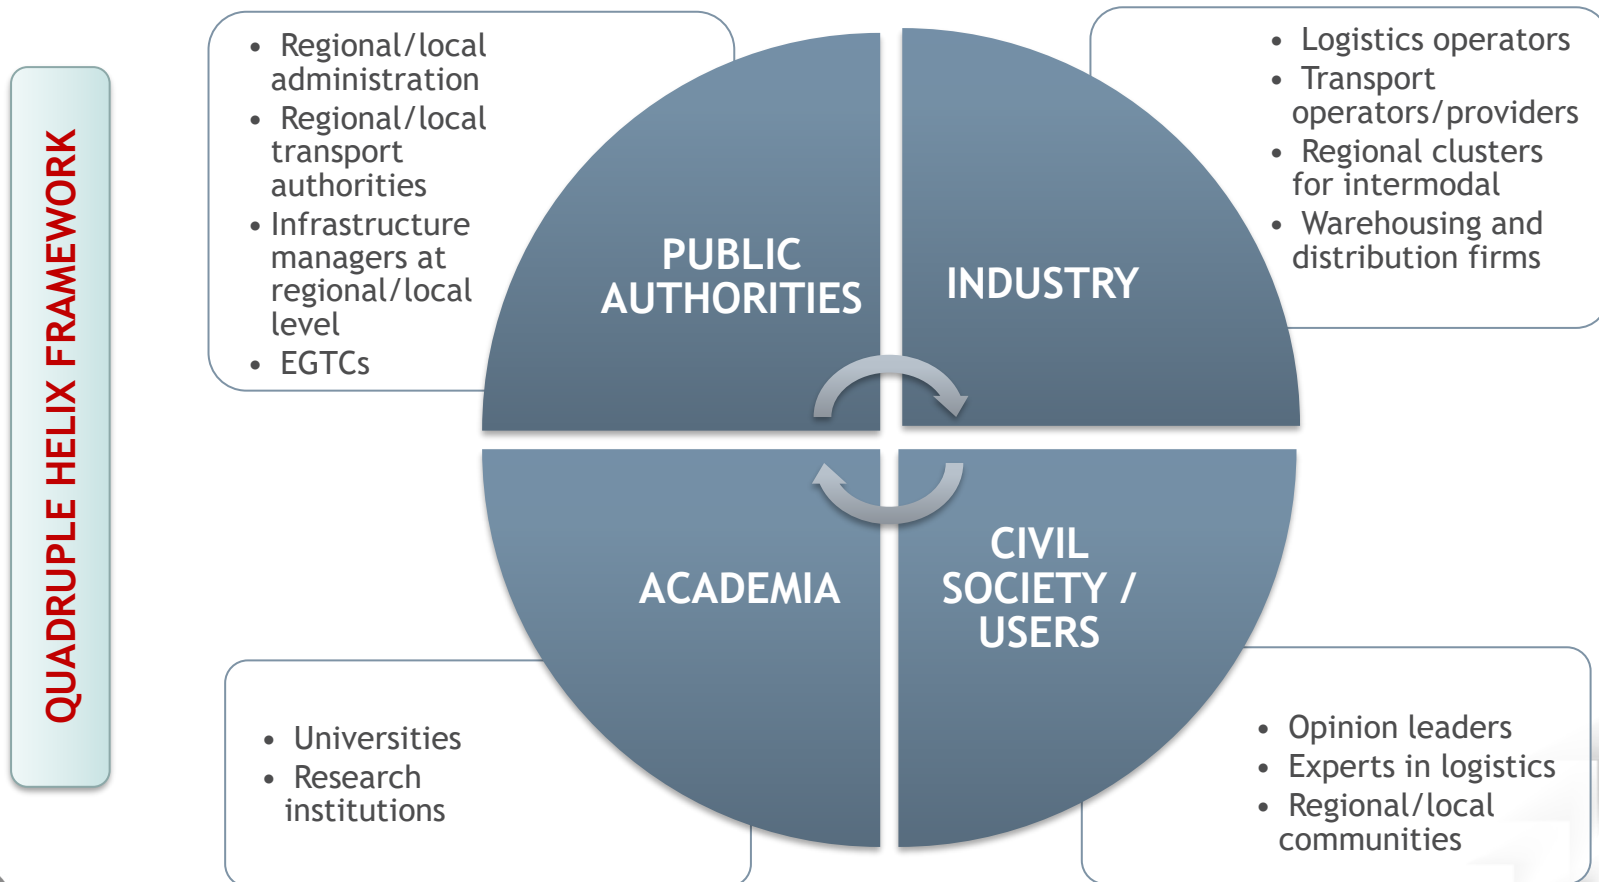 QUADRUPLE HELIX FRAMEWORK
• Regional/local
administration
• Regional/local
transport
authorities
• Infrastructure
managers at
regional/local
level
• EGTCs
PUBLIC
AUTHORITIES
INDUSTRY
• Logistics operators
• Transport
operators/providers
• Regional clusters
for intermodal
• Warehousing and
distribution firms
ACADEMIA
CIVIL
SOCIETY /
USERS
• Universities
• Research
institutions
• Opinion leaders
• Experts in logistics
• Regional/local
communities